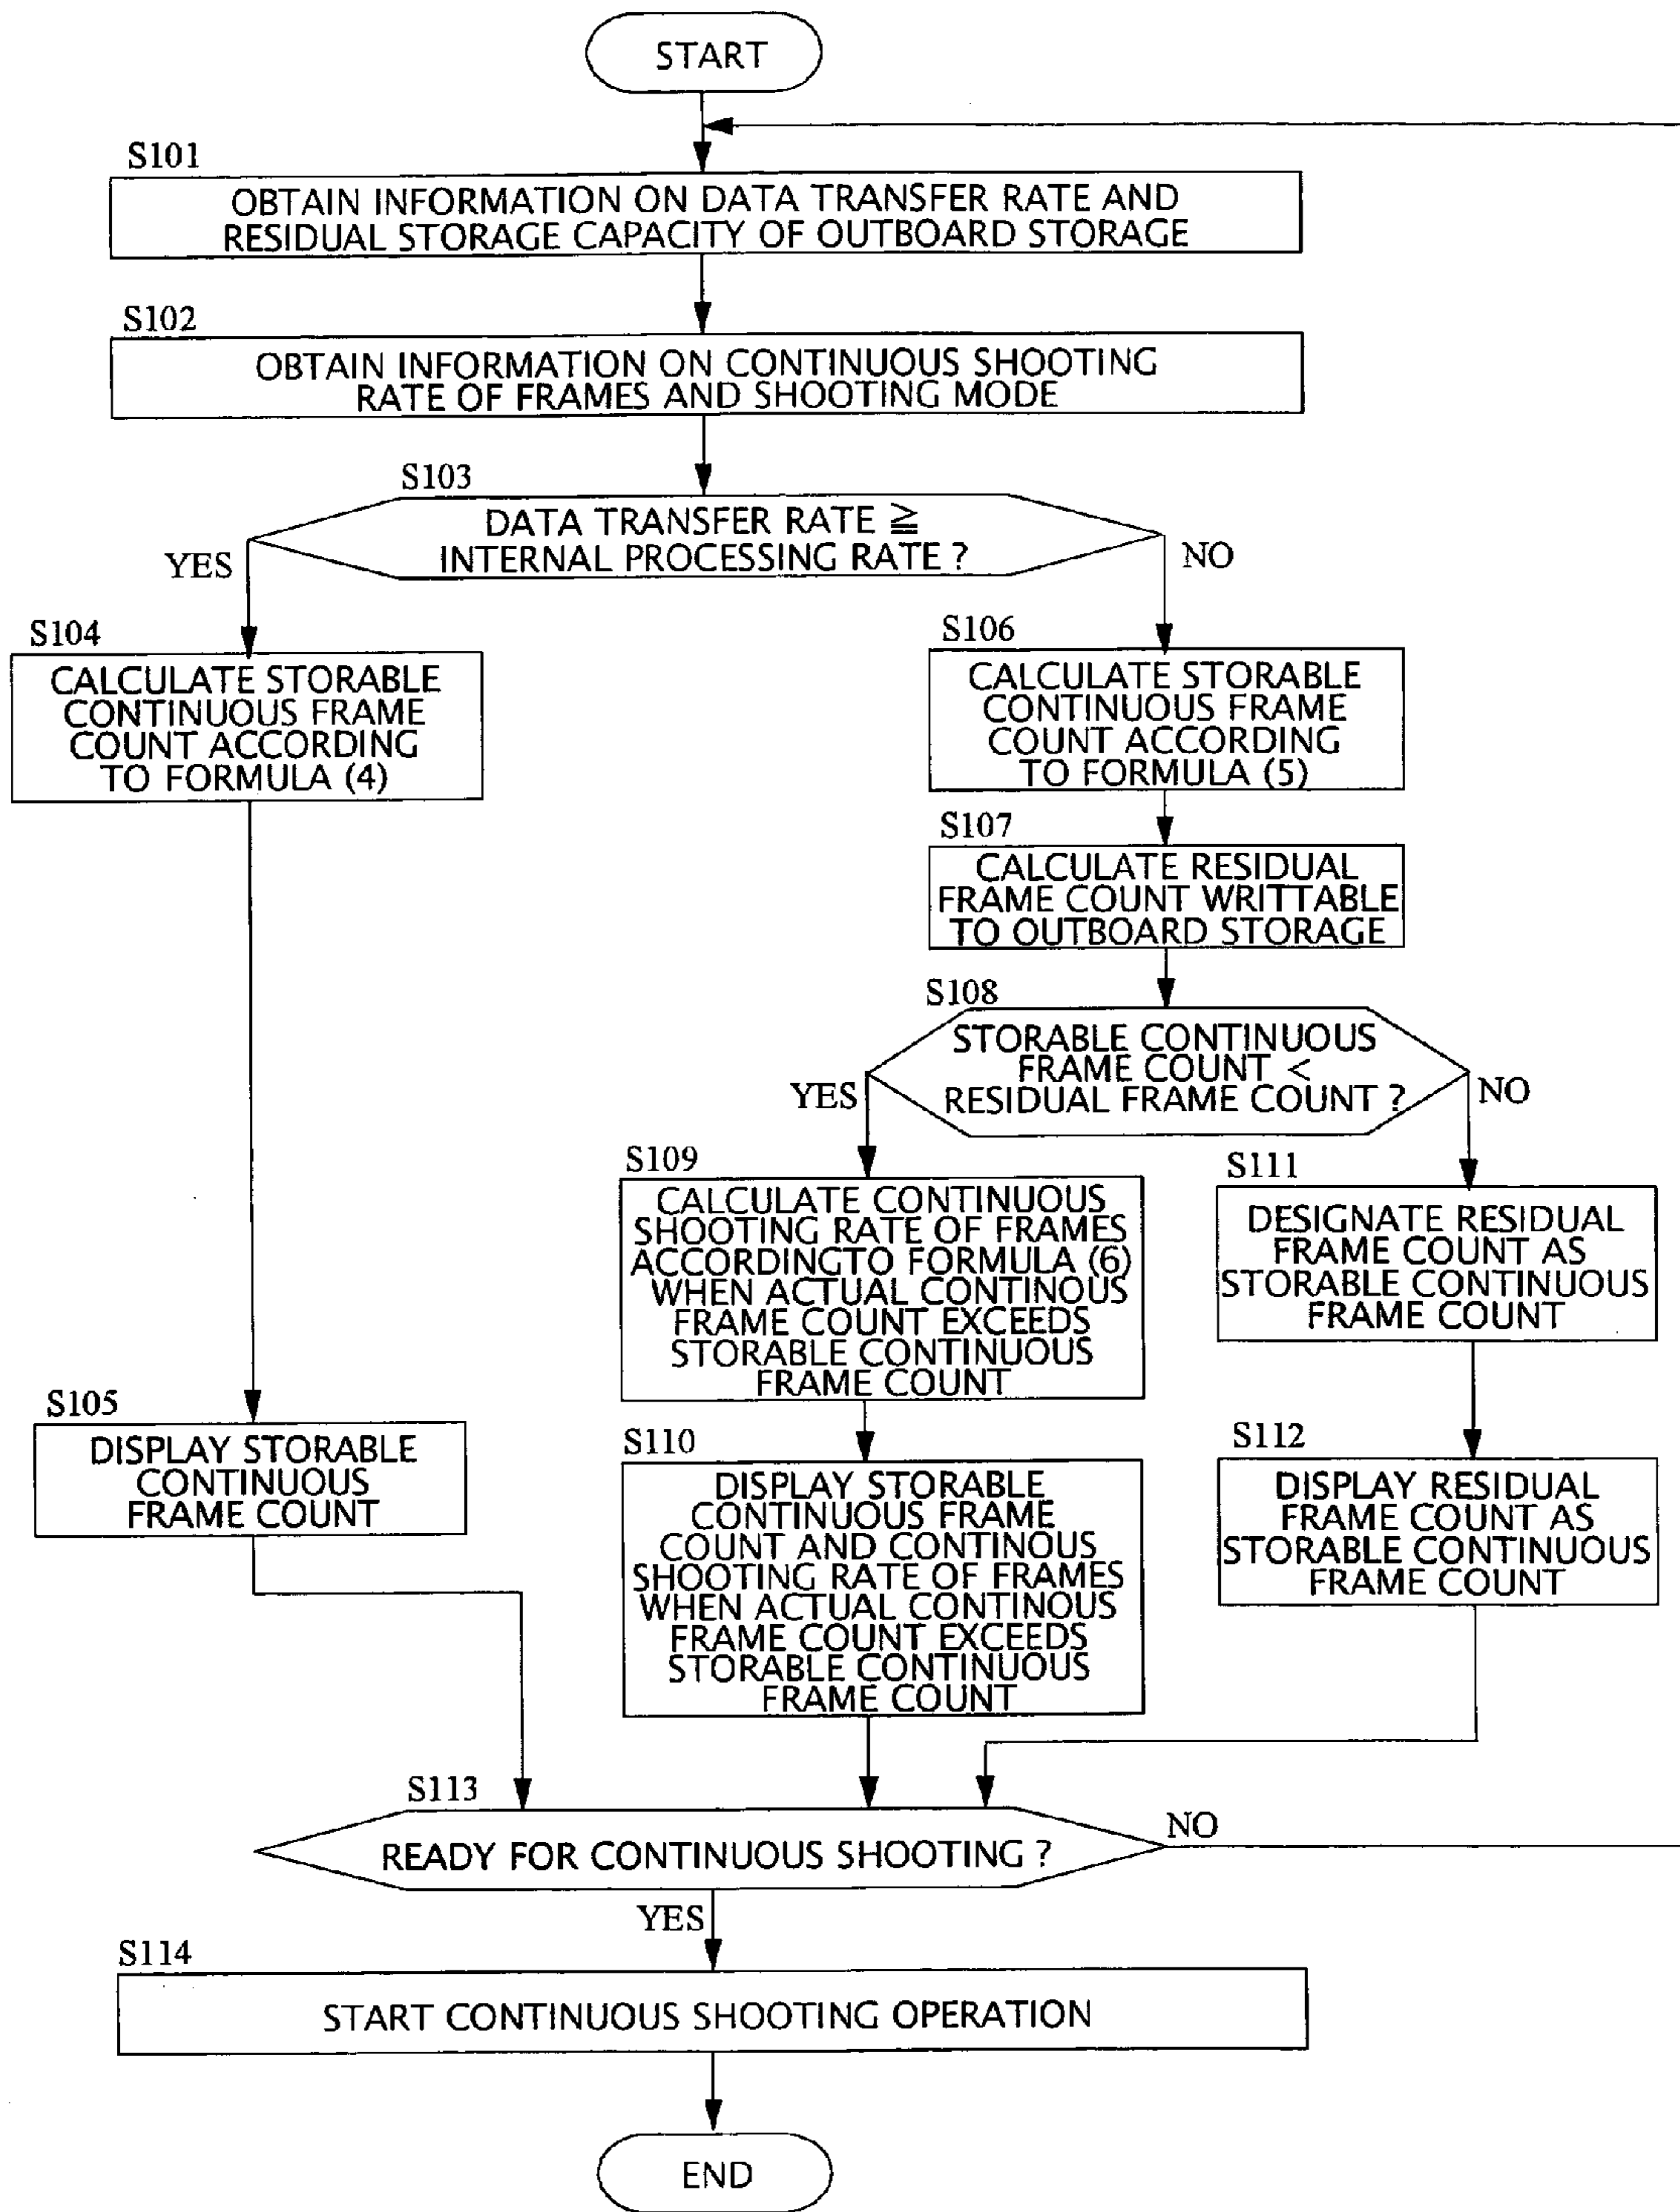 START
S101
OBTAIN INFORMATION ON DATA TRANSFER RATE AND
RESIDUAL STORAGE CAPACITY OF OUTBOARD STORAGE
S102
OBTAIN INFORMATION ON CONTINUOUS SHOOTING
RATE OF FRAMES AND SHOOTING MODE
S103
DATA TRANSFER RATE ≧
INTERNAL PROCESSING RATE ?
YES
NO
S104
CALCULATE STORABLE
CONTINUOUS FRAME
COUNT ACCORDING
TO FORMULA (4)
S105
DISPLAY STORABLE
CONTINUOUS
FRAME COUNT
S106
CALCULATE STORABLE
CONTINUOUS FRAME
COUNT ACCORDING
TO FORMULA (5)
S107
CALCULATE RESIDUAL
FRAME COUNT WRITTABLE
TO OUTBOARD STORAGE
S108
STORABLE CONTINUOUS
FRAME COUNT <
RESIDUAL FRAME COUNT ?
YES
NO
S109
CALCULATE CONTINUOUS
SHOOTING RATE OF FRAMES
ACCORDINGTO FORMULA (6)
WHEN ACTUAL CONTINOUS
FRAME COUNT EXCEEDS
STORABLE CONTINUOUS
FRAME COUNT
S110
DISPLAY STORABLE
CONTINUOUS FRAME
COUNT AND CONTINOUS
SHOOTING RATE OF FRAMES
WHEN ACTUAL CONTINOUS
FRAME COUNT EXCEEDS
STORABLE CONTINUOUS
FRAME COUNT
S111
DESIGNATE RESIDUAL
FRAME COUNT AS
STORABLE CONTINUOUS
FRAME COUNT
S112
DISPLAY RESIDUAL
FRAME COUNT AS
STORABLE CONTINUOUS
FRAME COUNT
S113
READY FOR CONTINUOUS SHOOTING ?
NO
YES
S114
START CONTINUOUS SHOOTING OPERATION
END